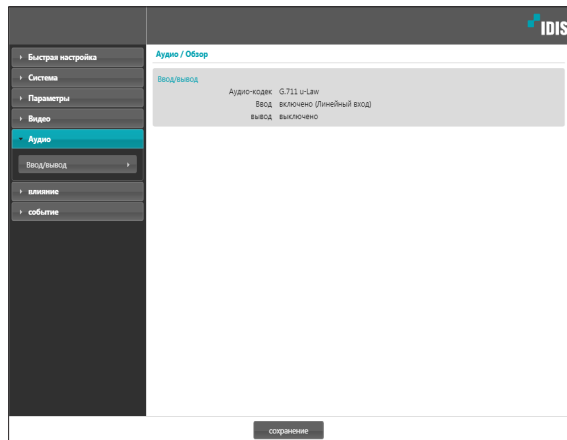 IDIS
Быстрая настройка
Система
Параметры
Видео
Аудио
Ввод/вывод
влияние
событие
Аудио / Обзор
Ввод/вывод
Аудио-кодек G.711 u-Law
Ввод включено (Линейный вход)
вывод выключено
сохранение